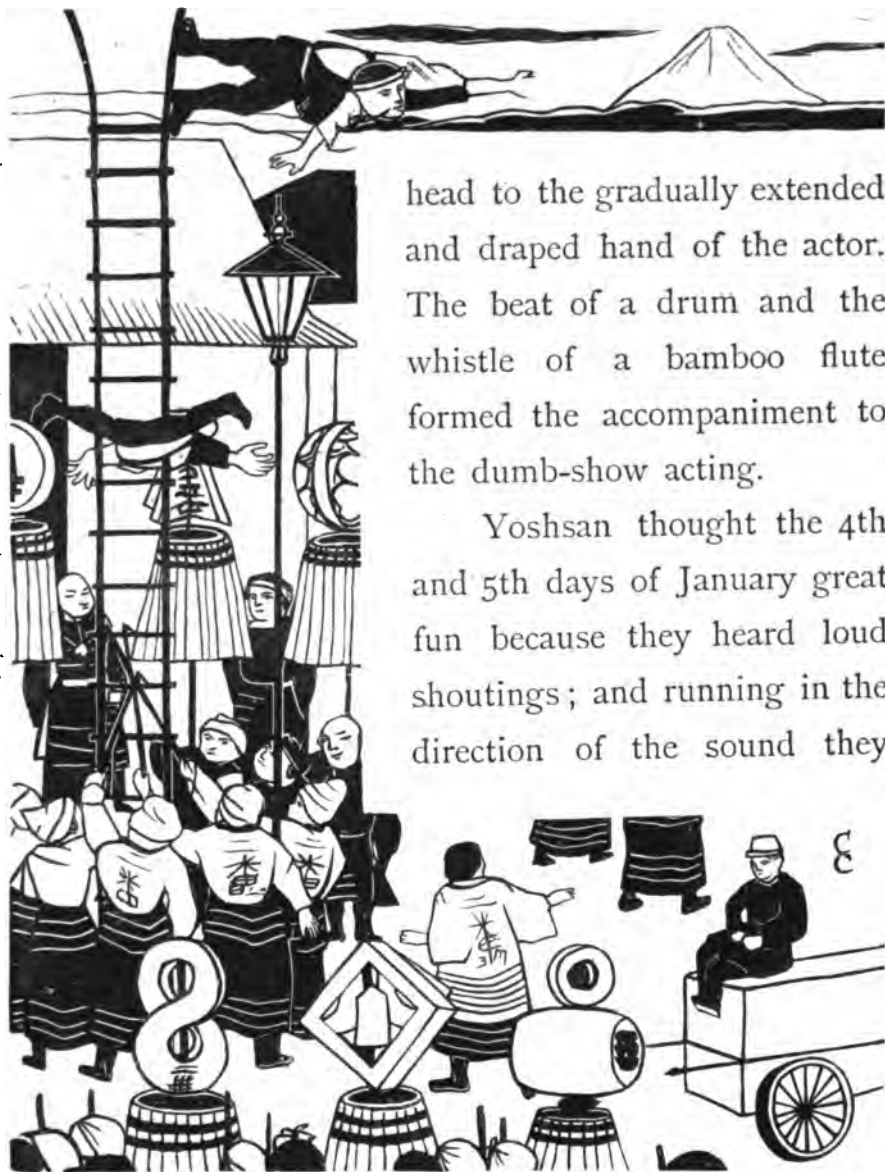 head to the gradually extended
and draped hand of the actor.
The beat of a drum and the
whistle of a bamboo flute
formed the accompaniment to
the dumb-show acting.
Yoshsan thought the 4th
and 5th days of January great
fun because they heard loud
shoutings; and running in the
direction of the sound they